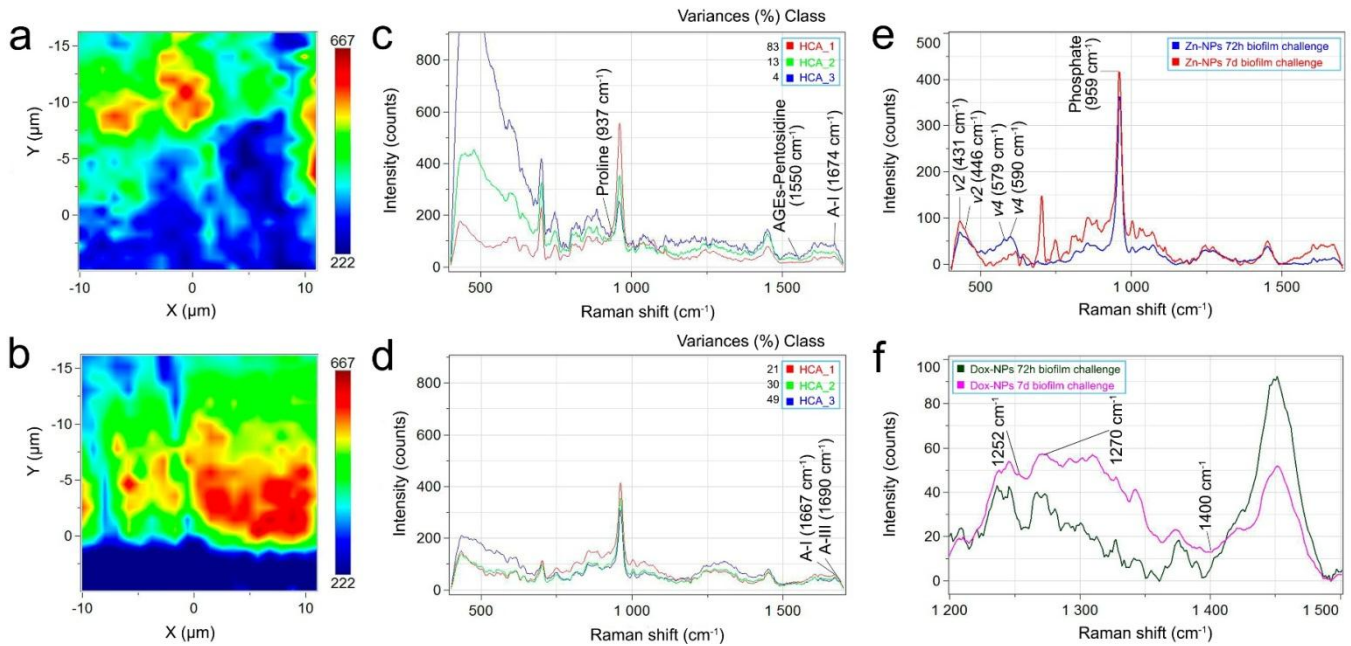 a
667
-15
-10
-5
0
Y (µm)
-10
0
10
X (µm)
222
b
667
-15
-10
-5
0
Y (µm)
-10
0
10
X (µm)
222
c
Variances (%) Class
83 HCA_1
13 HCA_2
4 HCA_3
800
600
400
200
0
Intensity (counts)
Proline (937 cm⁻¹)
AGEs-Pentosidine
(1550 cm⁻¹)
A-I (1674 cm⁻¹)
500
1 000
1 500
Raman shift (cm⁻¹)
d
Variances (%) Class
21 HCA_1
30 HCA_2
49 HCA_3
800
600
400
200
0
Intensity (counts)
A-I (1667 cm⁻¹)
A-III (1690 cm⁻¹)
500
1 000
1 500
Raman shift (cm⁻¹)
e
Zn-NPs 72h biofilm challenge
Zn-NPs 7d biofilm challenge
500
400
300
200
100
0
Intensity (counts)
v2 (431 cm⁻¹)
v2 (446 cm⁻¹)
v4 (579 cm⁻¹)
v4 (590 cm⁻¹)
Phosphate
(959 cm⁻¹)
500
1 000
1 500
Raman shift (cm⁻¹)
f
Dox-NPs 72h biofilm challenge
Dox-NPs 7d biofilm challenge
100
80
60
40
20
0
Intensity (counts)
1252 cm⁻¹
1270 cm⁻¹
1400 cm⁻¹
1 200
1 300
1 400
1 500
Raman shift (cm⁻¹)